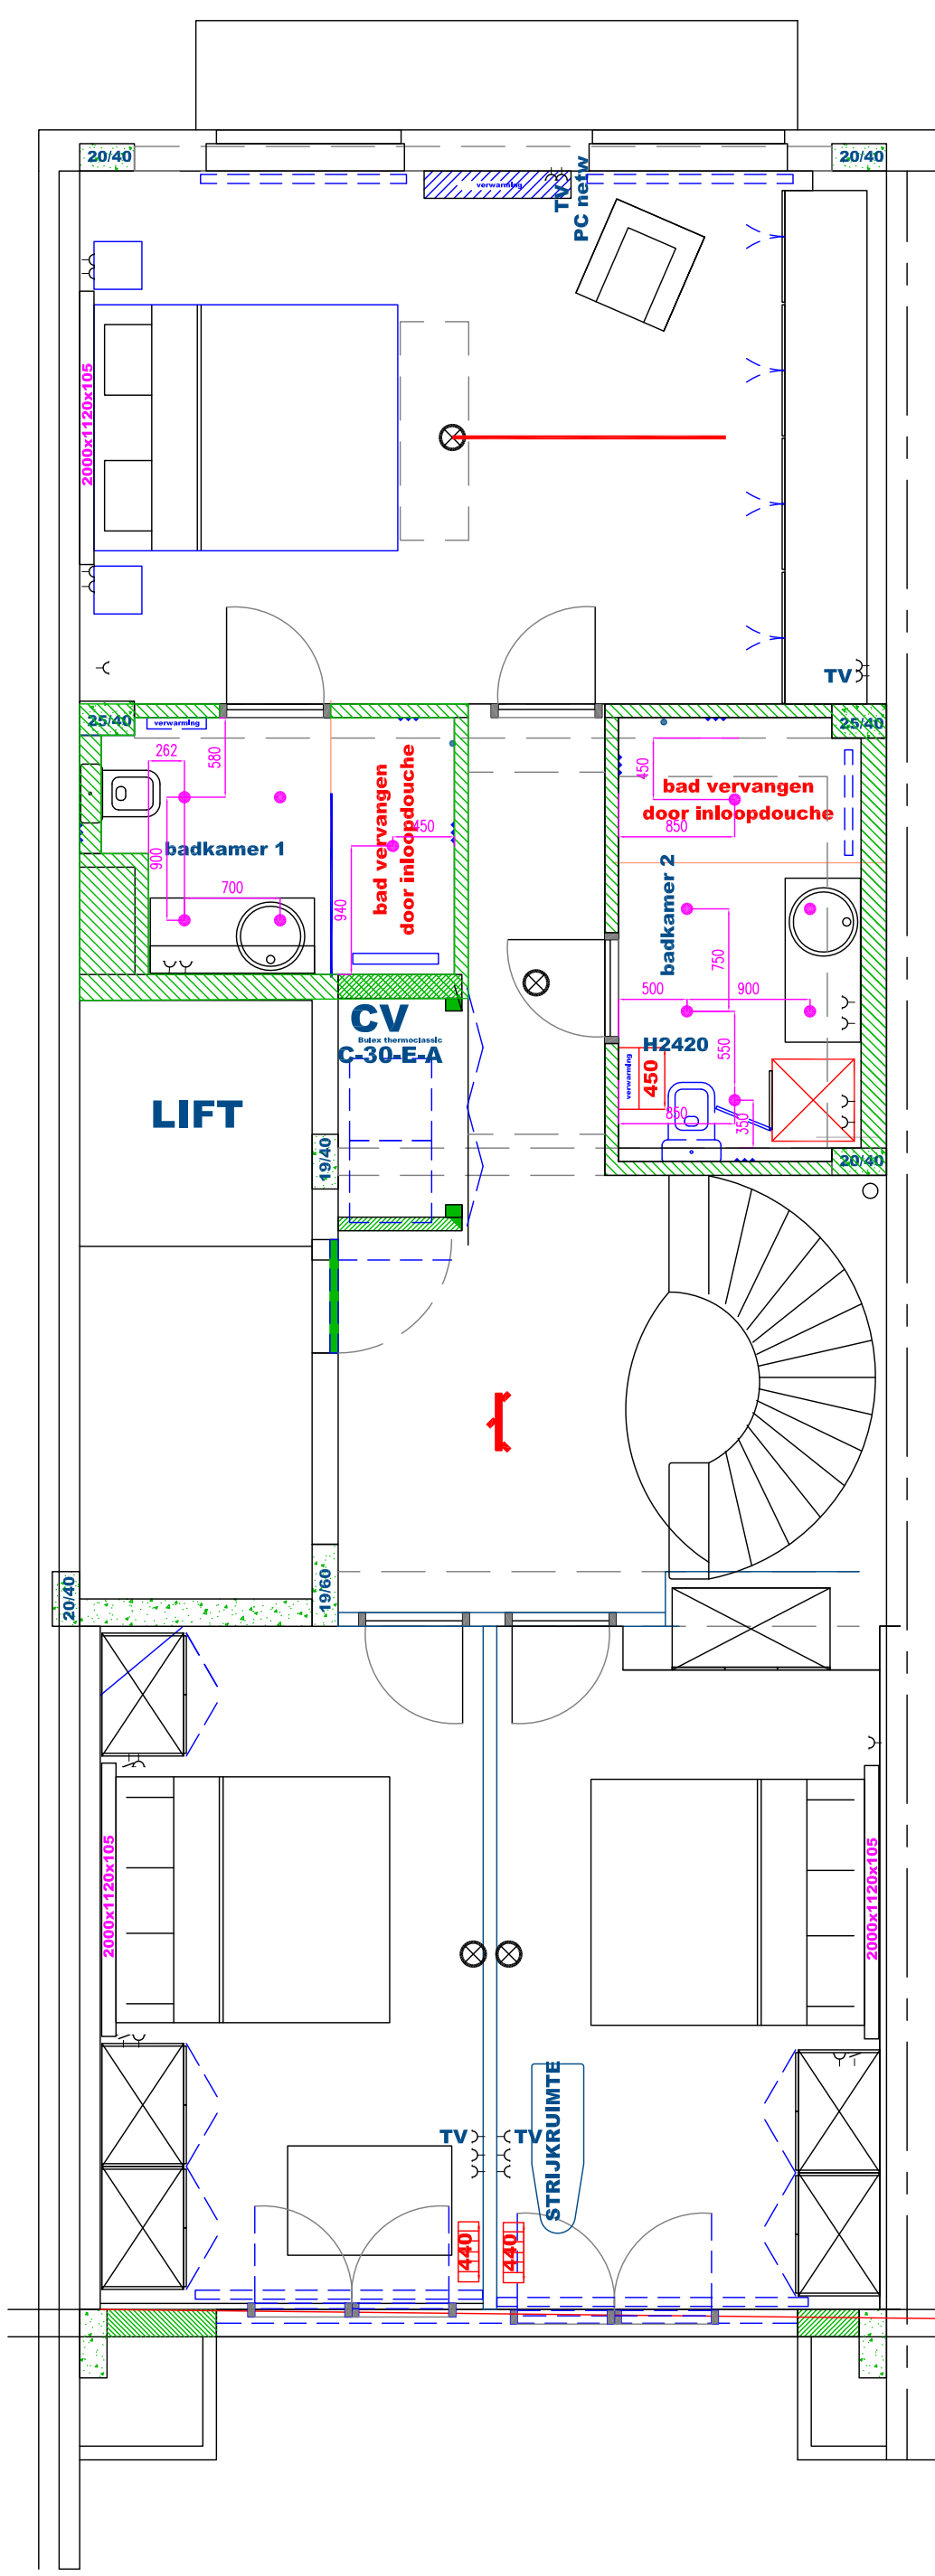 20/40
20/40
verwarming
TV
PC netw
2000x1120x105
TV
25/40
25/40
verwarming
262
580
450
bad vervangen
door inloopdouche
850
bad vervangen
door inloopdouche
450
badkamer 1
900
700
940
badkamer 2
750
500
900
CV
Bulex thermoclassic
C-30-E-A
H2420
550
verwarming
450
850
350
LIFT
19/40
20/40
20/40
19/60
2000x1120x105
2000x1120x105
TV
TV
STRIJKRUIMTE
440
440